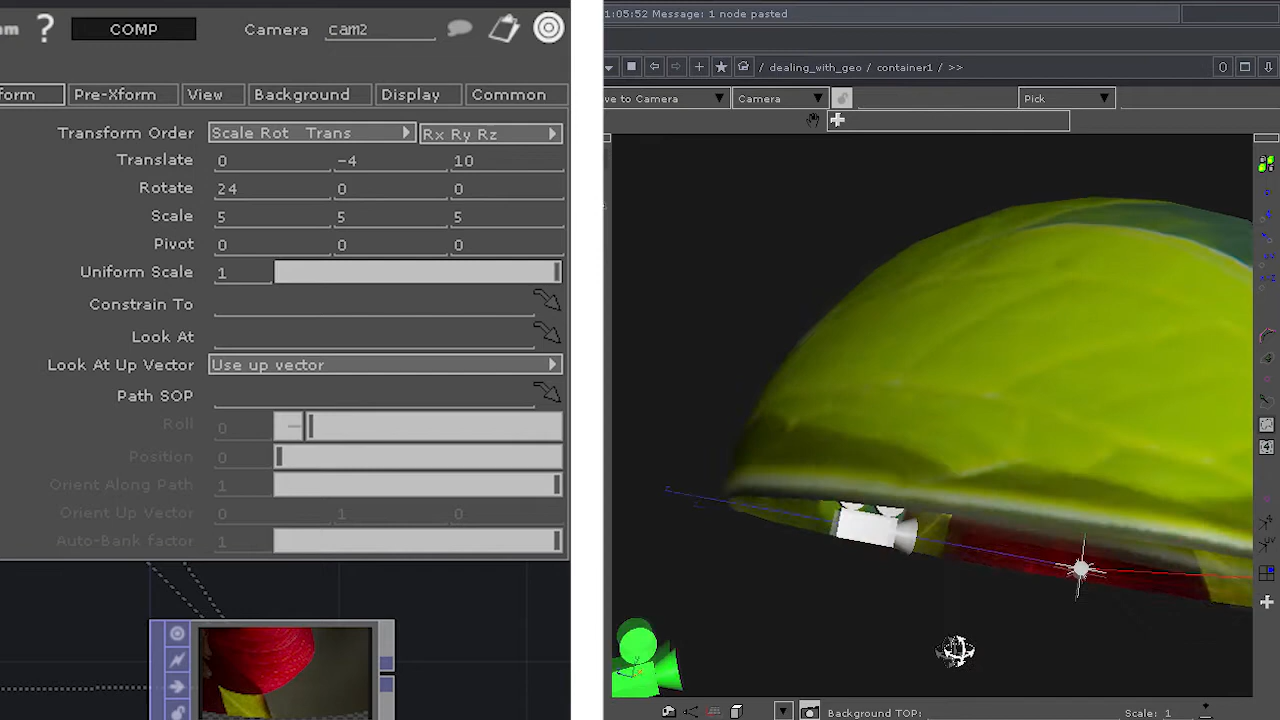 am ? COMP Camera cam2
form Pre-Xform View Background Display Common
Transform Order Scale Rot Trans Rx Ry Rz
Translate 0 -4 10
Rotate 24 0 0
Scale 5 5 5
Pivot 0 0 0
Uniform Scale 1
Constrain To
Look At
Look At Up Vector Use up vector
Path SOP
Roll 0
Position 0
Orient Along Path 1
Orient Up Vector 0 1 0
Auto-Bank factor 1
1:05:52 Message: 1 node pasted
/ dealing_with_geo / container1 / >>
ve to Camera Camera Pick
Background TOP: Scale: 1